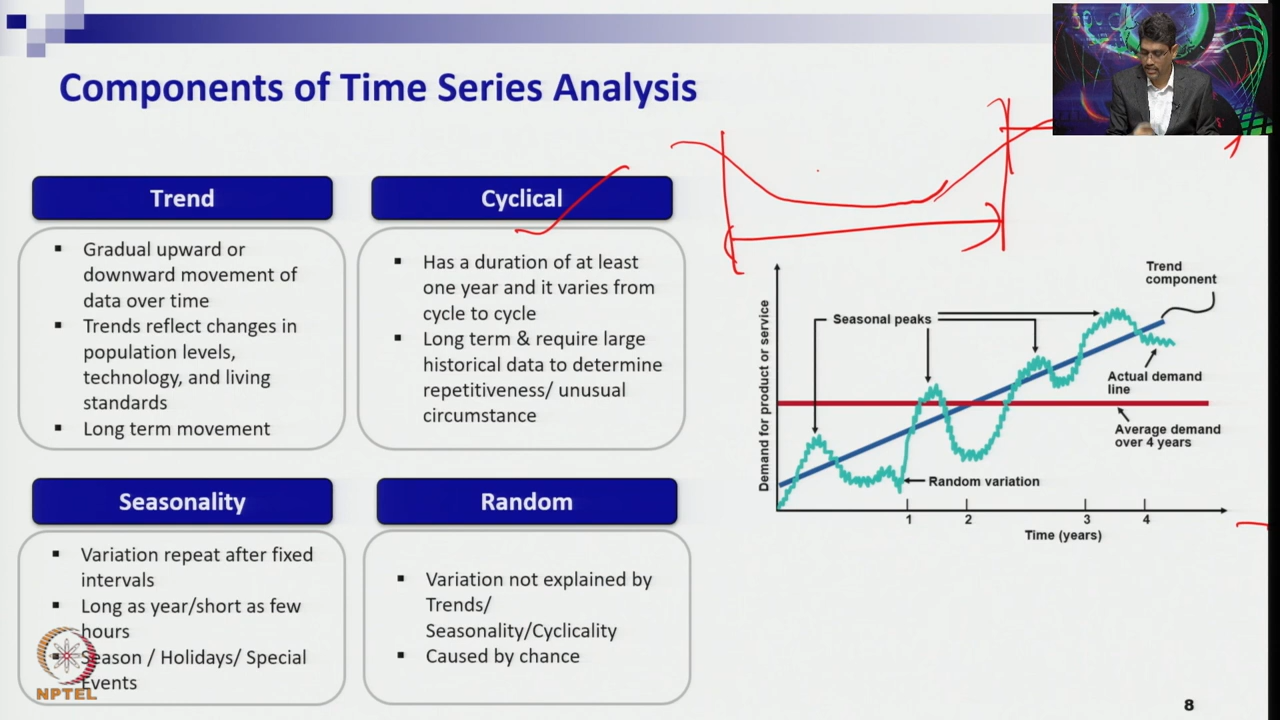 Components of Time Series Analysis
Trend
▪ Gradual upward or
downward movement of
data over time
▪ Trends reflect changes in
population levels,
technology, and living
standards
▪ Long term movement
Cyclical
▪ Has a duration of at least
one year and it varies from
cycle to cycle
▪ Long term & require large
historical data to determine
repetitiveness/ unusual
circumstance
Seasonality
▪ Variation repeat after fixed
intervals
▪ Long as year/short as few
hours
▪ Season / Holidays/ Special
Events
Random
▪ Variation not explained by
Trends/
Seasonality/Cyclicality
▪ Caused by chance
Demand for product or service
Seasonal peaks
Trend
component
Actual demand
line
Average demand
over 4 years
Random variation
1 2 3 4
Time (years)
NPTEL
8